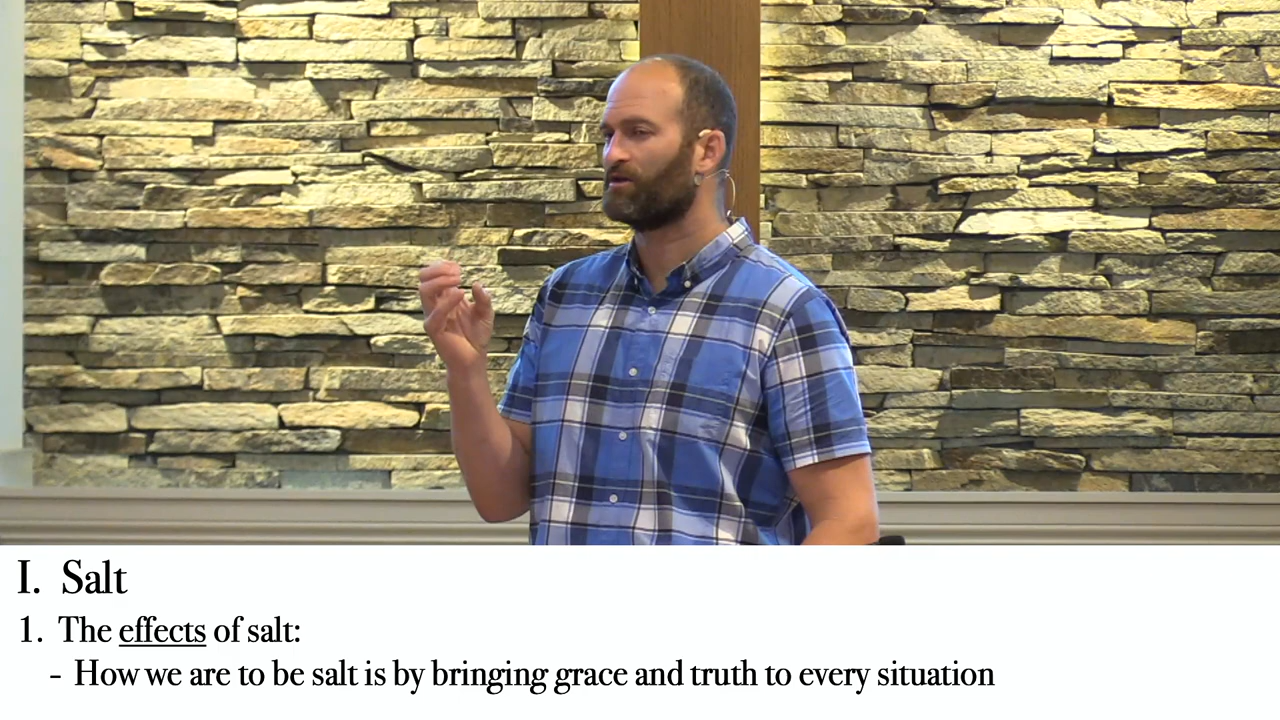 I. Salt
1. The effects of salt:
- How we are to be salt is by bringing grace and truth to every situation